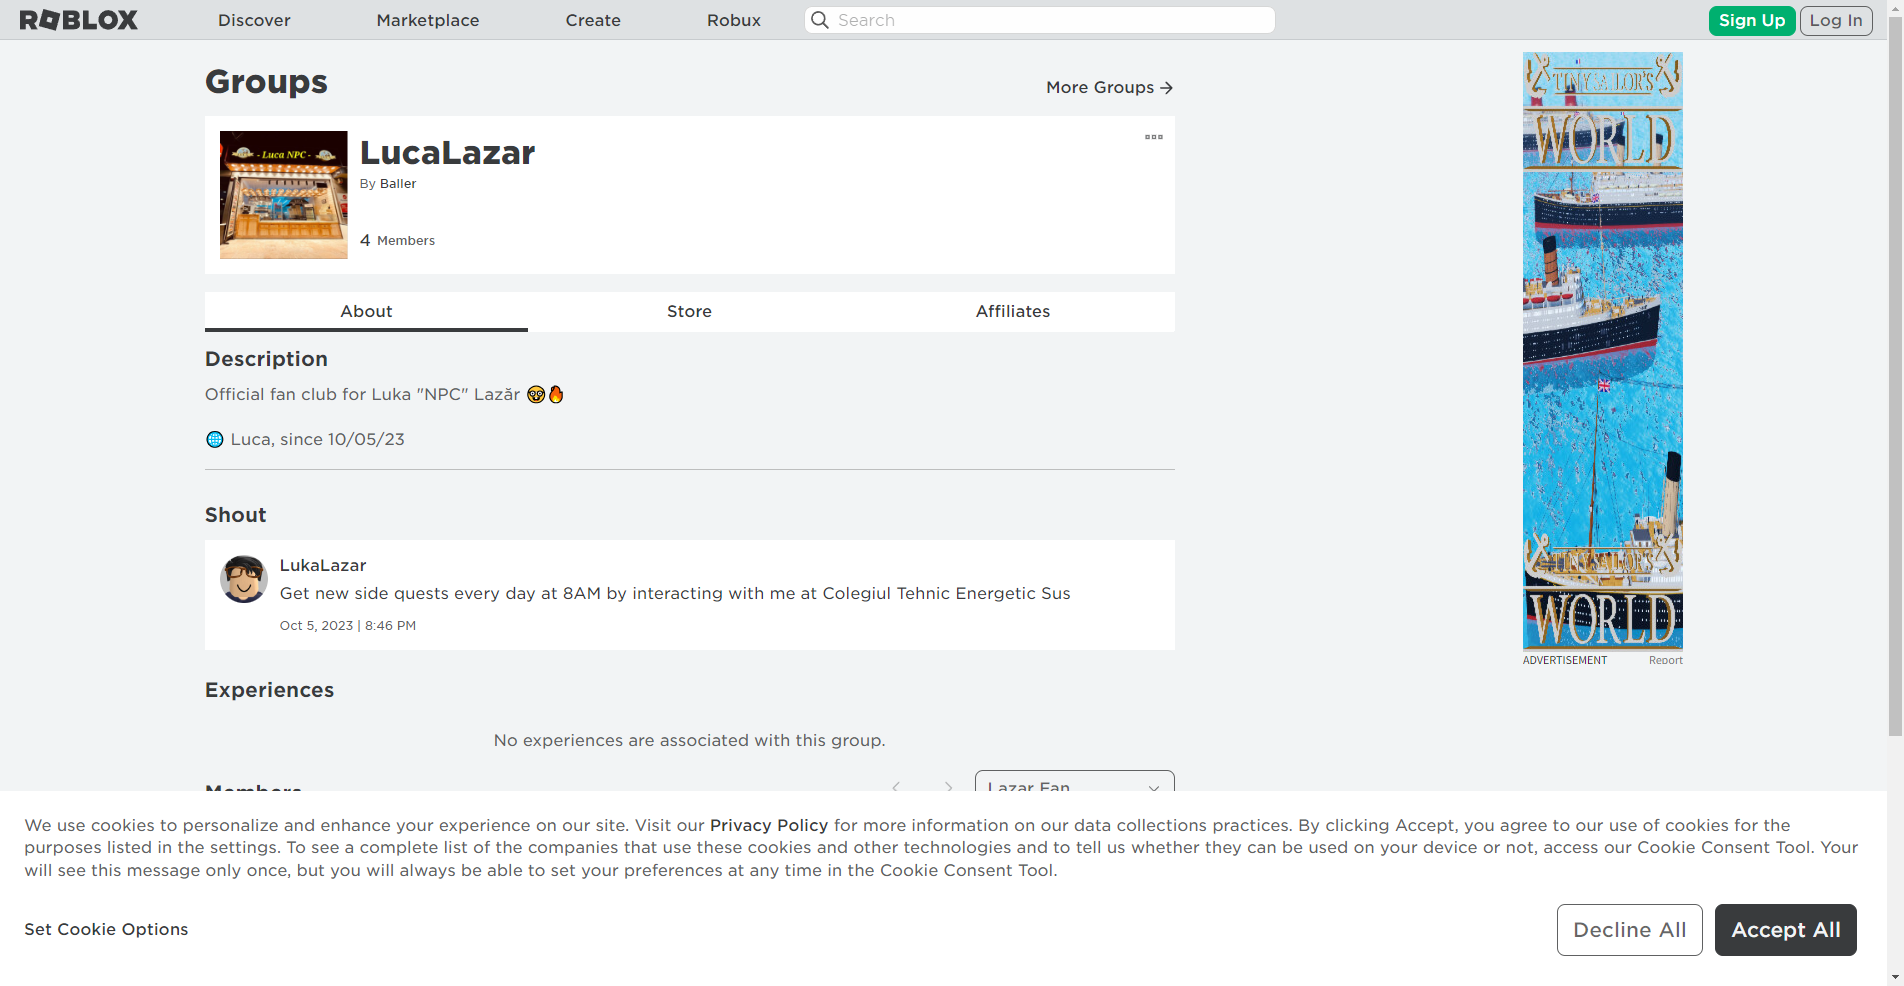 ROBLOX
Discover
Marketplace
Create
Robux
Search
Sign Up
Log In
Groups
More Groups
- Luca NPC -
LucaLazar
By Baller
4 Members
About
Store
Affiliates
Description
Official fan club for Luka "NPC" Lazăr 🤓🔥
🌐 Luca, since 10/05/23
Shout
LukaLazar
Get new side quests every day at 8AM by interacting with me at Colegiul Tehnic Energetic Sus
Oct 5, 2023 | 8:46 PM
Experiences
No experiences are associated with this group.
Members
Lazar Fan
TINYSAILOR'S
WORLD
TINYSAILOR'S
WORLD
ADVERTISEMENT
Report
We use cookies to personalize and enhance your experience on our site. Visit our Privacy Policy for more information on our data collections practices. By clicking Accept, you agree to our use of cookies for the
purposes listed in the settings. To see a complete list of the companies that use these cookies and other technologies and to tell us whether they can be used on your device or not, access our Cookie Consent Tool. Your
will see this message only once, but you will always be able to set your preferences at any time in the Cookie Consent Tool.
Set Cookie Options
Decline All
Accept All